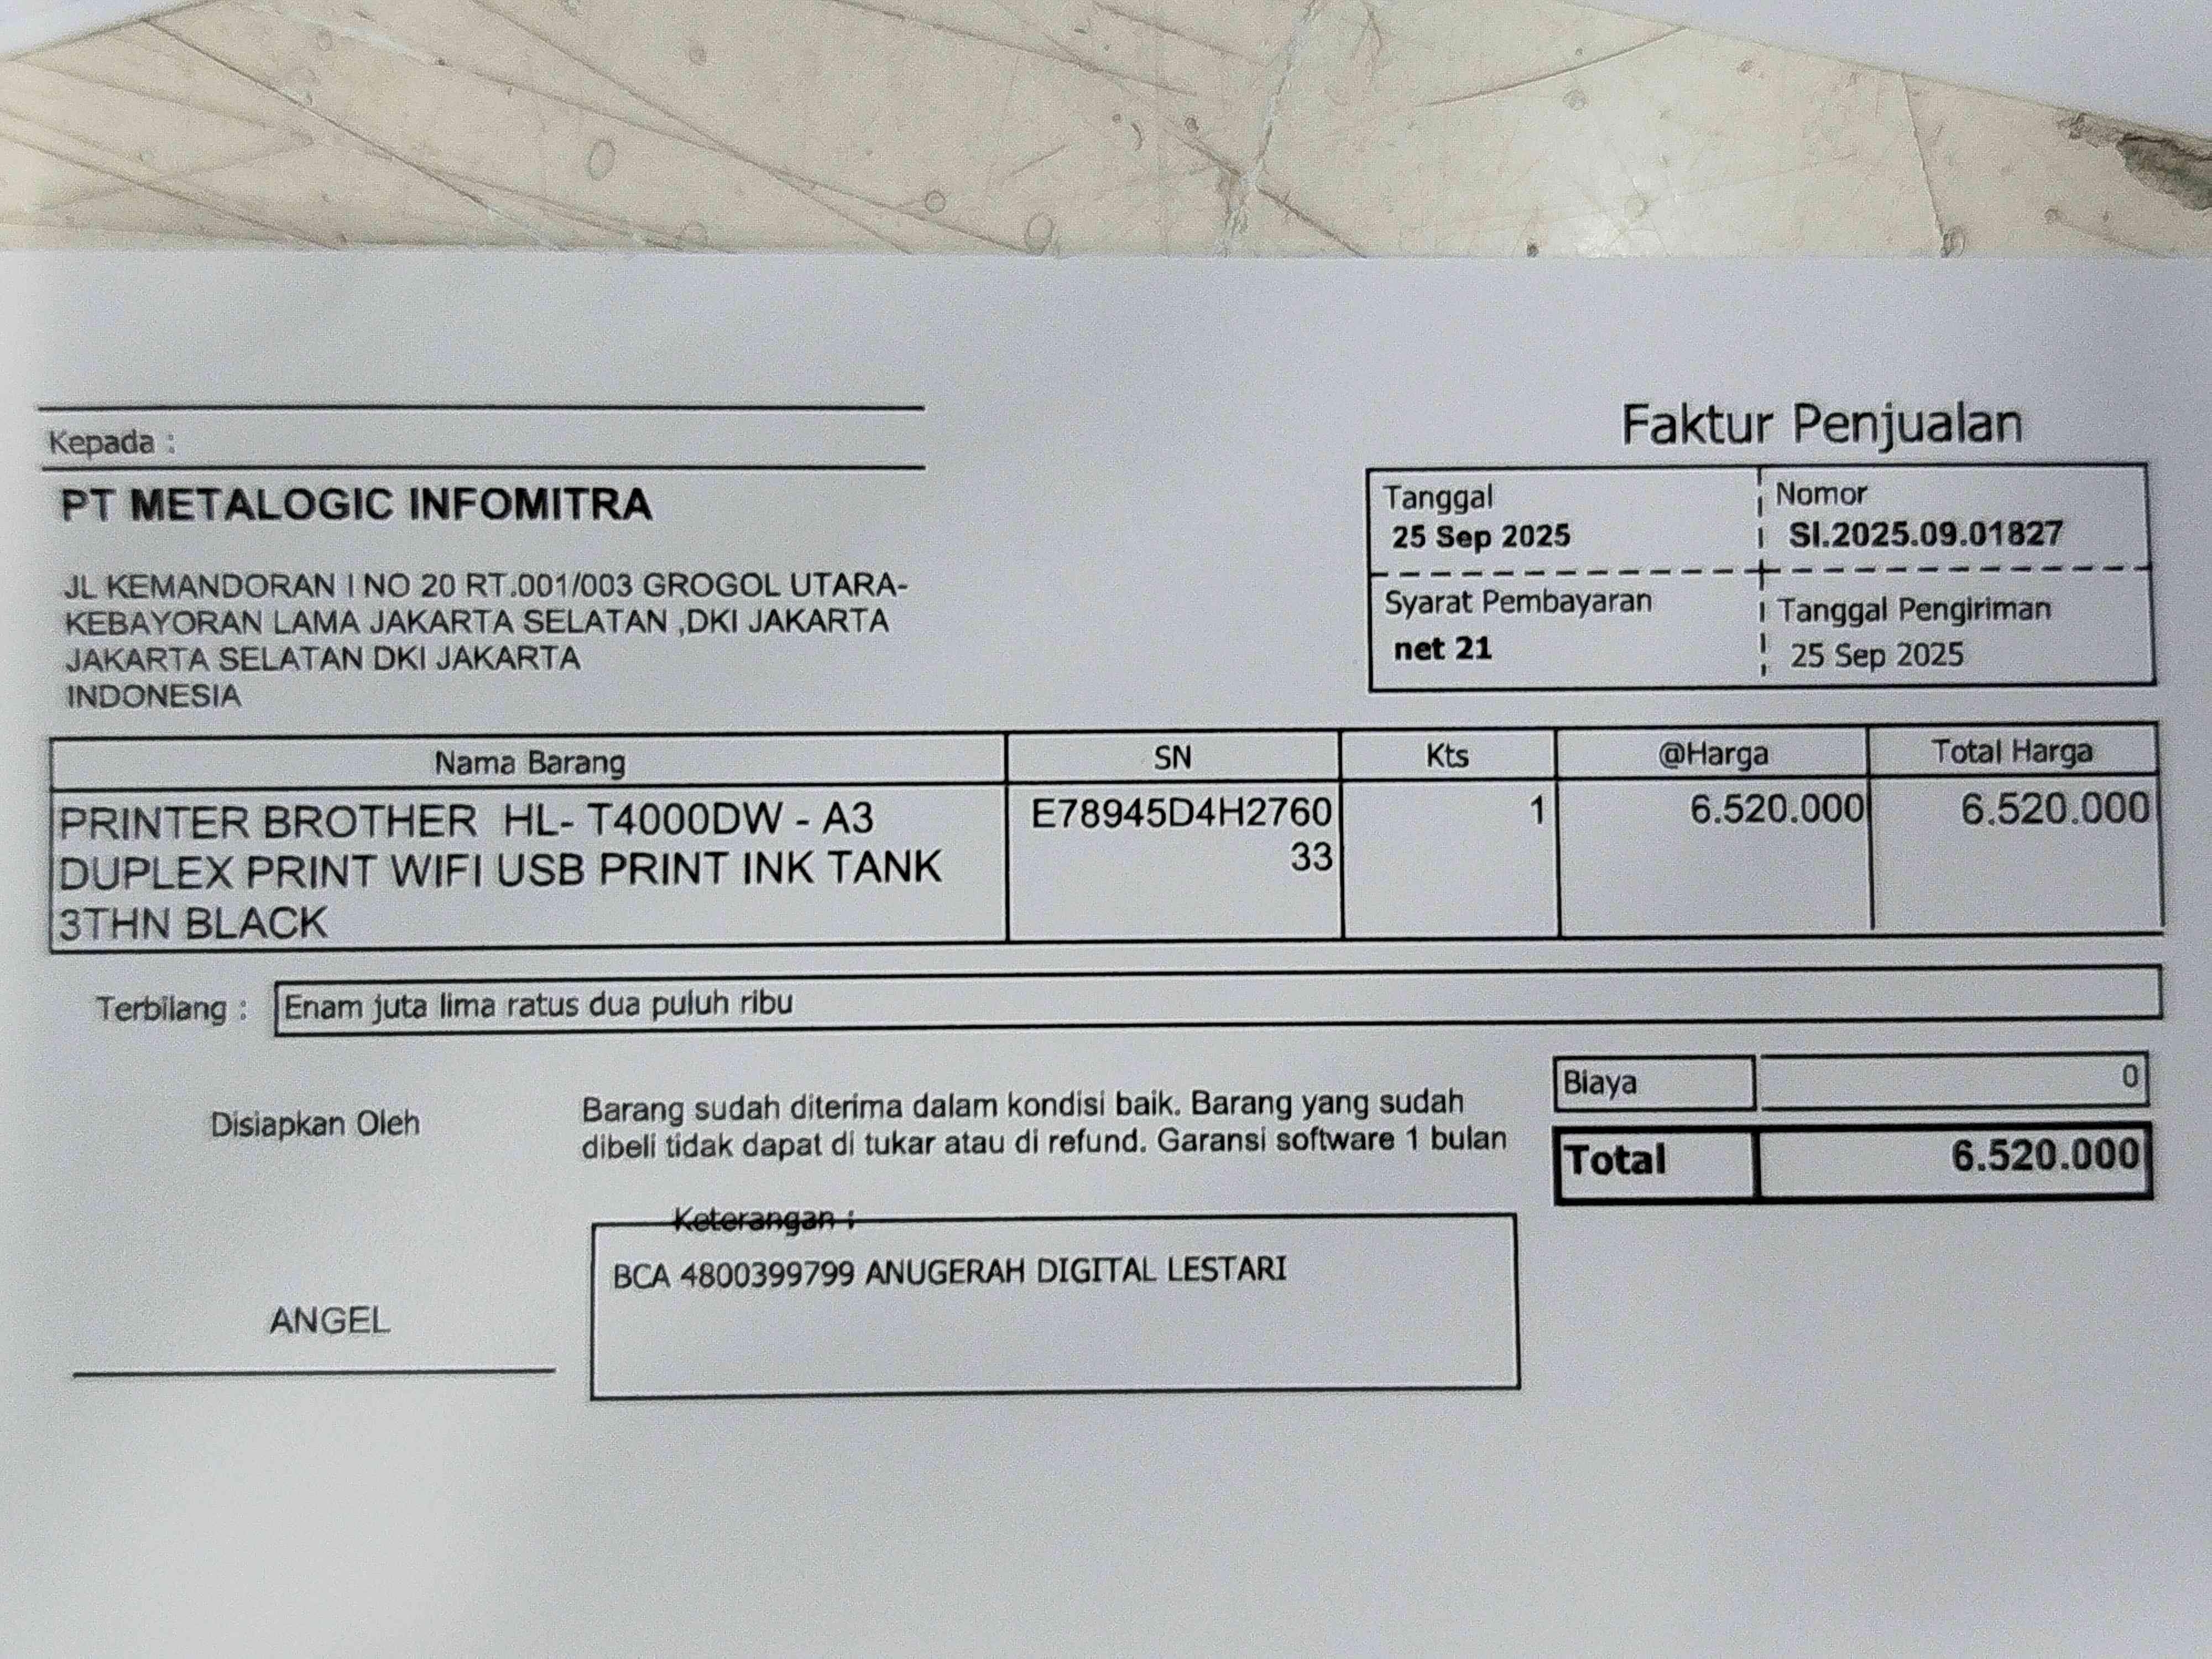 Faktur Penjualan
Kepada :
PT METALOGIC INFOMITRA
JL KEMANDORAN I NO 20 RT.001/003 GROGOL UTARA-
KEBAYORAN LAMA JAKARTA SELATAN ,DKI JAKARTA
JAKARTA SELATAN DKI JAKARTA
INDONESIA
Tanggal Nomor
25 Sep 2025 SI.2025.09.01827
Syarat Pembayaran Tanggal Pengiriman
net 21 25 Sep 2025
Nama Barang SN Kts @Harga Total Harga
PRINTER BROTHER HL- T4000DW - A3 E78945D4H2760 1 6.520.000 6.520.000
DUPLEX PRINT WIFI USB PRINT INK TANK 33
3THN BLACK
Terbilang : Enam juta lima ratus dua puluh ribu
Disiapkan Oleh
Barang sudah diterima dalam kondisi baik. Barang yang sudah
dibeli tidak dapat di tukar atau di refund. Garansi software 1 bulan
Biaya 0
Total 6.520.000
Keterangan :
BCA 4800399799 ANUGERAH DIGITAL LESTARI
ANGEL